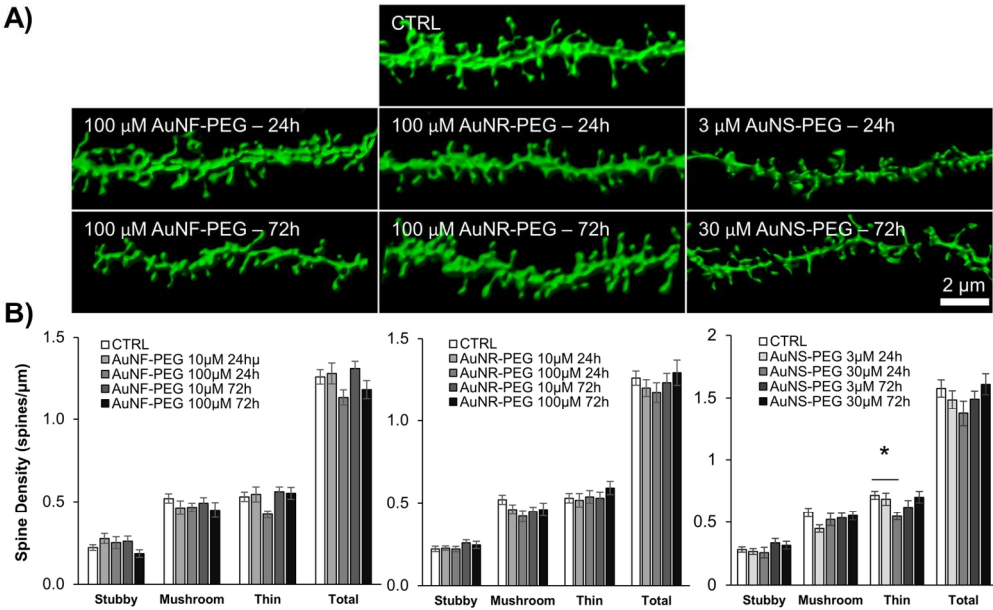 A)
CTRL
100 µM AuNF-PEG – 24h
100 µM AuNR-PEG – 24h
3 µM AuNS-PEG – 24h
100 µM AuNF-PEG – 72h
100 µM AuNR-PEG – 72h
30 µM AuNS-PEG – 72h
2 µm
B)
Spine Density (spines/µm)
1.5
1.0
0.5
0.0
CTRL
AuNF-PEG 10µM 24hµ
AuNF-PEG 100µM 24h
AuNF-PEG 10µM 72h
AuNF-PEG 100µM 72h
Stubby
Mushroom
Thin
Total
1.5
1.0
0.5
0.0
CTRL
AuNR-PEG 10µM 24h
AuNR-PEG 100µM 24h
AuNR-PEG 10µM 72h
AuNR-PEG 100µM 72h
Stubby
Mushroom
Thin
Total
2
1.5
1
0.5
0
CTRL
AuNS-PEG 3µM 24h
AuNS-PEG 30µM 24h
AuNS-PEG 3µM 72h
AuNS-PEG 30µM 72h
*
Stubby
Mushroom
Thin
Total